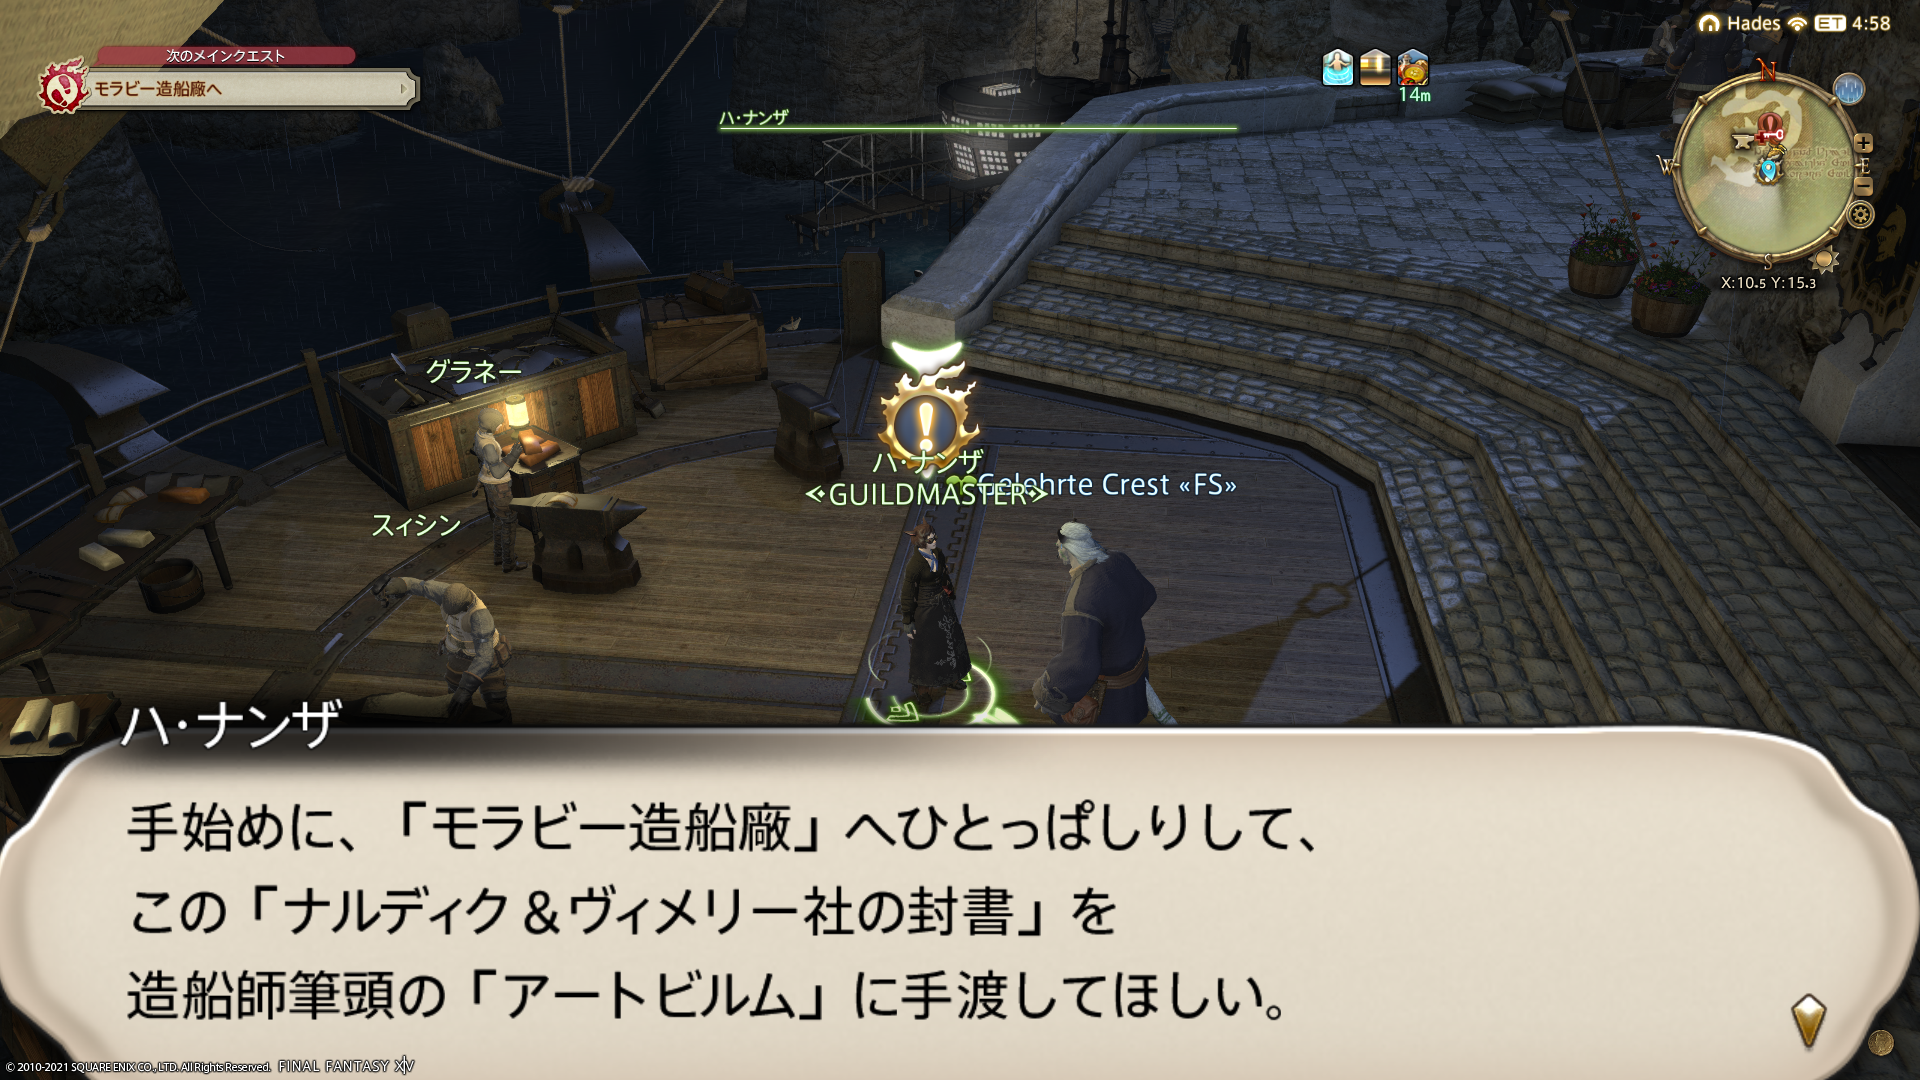 Hades ET 4:58
次のメインクエスト
モラビー造船廠へ
14m
ハ・ナンザ
N
W
E
S
X:10.5 Y:15.3
グラネー
ハ・ナンザ
≪GUILDMASTER≫
Gelehrte Crest «FS»
スィシン
ハ・ナンザ
手始めに、「モラビー造船廠」へひとっぱしりして、
この「ナルディク＆ヴィメリー社の封書」を
造船師筆頭の「アートビルム」に手渡してほしい。
© 2010-2021 SQUARE ENIX CO., LTD. All Rights Reserved. FINAL FANTASY XIV